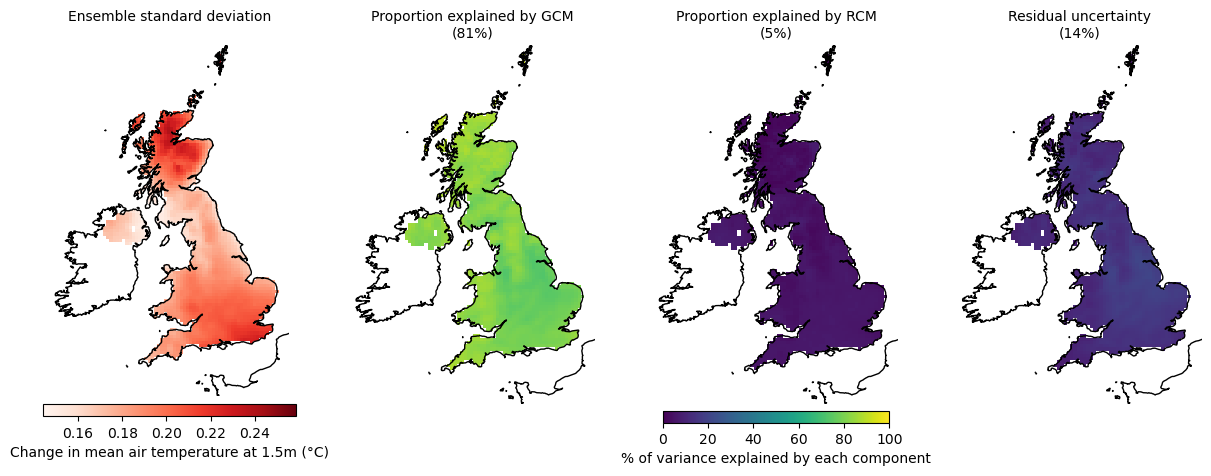 Ensemble standard deviation
Proportion explained by GCM
(81%)
Proportion explained by RCM
(5%)
Residual uncertainty
(14%)
0.16 0.18 0.20 0.22 0.24
Change in mean air temperature at 1.5m (°C)
0 20 40 60 80 100
% of variance explained by each component